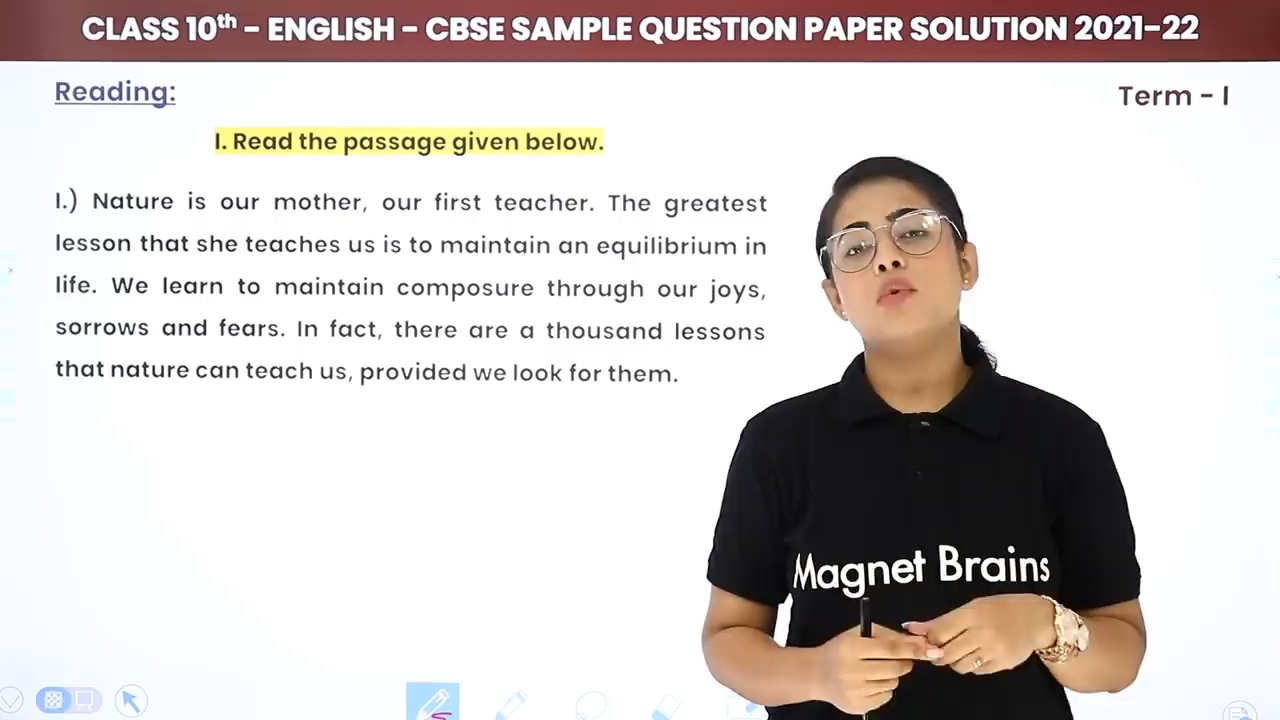 CLASS 10th - ENGLISH - CBSE SAMPLE QUESTION PAPER SOLUTION 2021-22
Reading:
Term - I
I. Read the passage given below.
I.) Nature is our mother, our first teacher. The greatest
lesson that she teaches us is to maintain an equilibrium in
life. We learn to maintain composure through our joys,
sorrows and fears. In fact, there are a thousand lessons
that nature can teach us, provided we look for them.
Magnet Brains